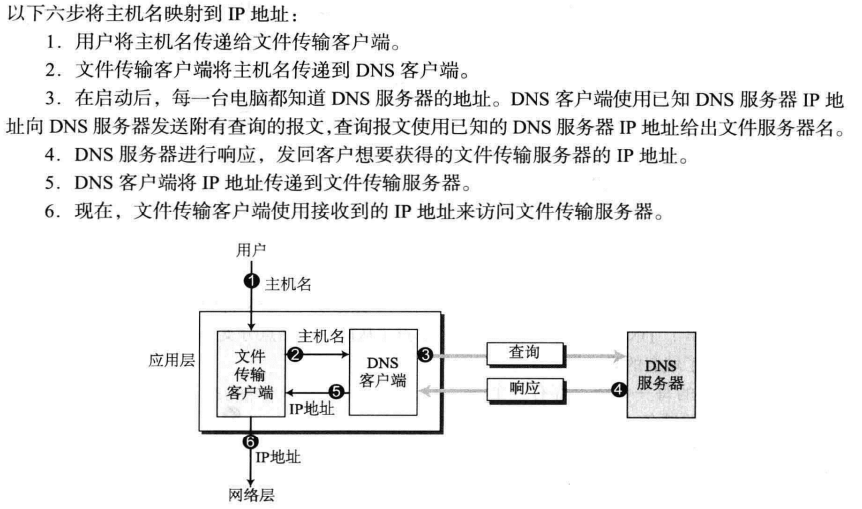 以下六步将主机名映射到 IP 地址：
1．用户将主机名传递给文件传输客户端。
2．文件传输客户端将主机名传递到 DNS 客户端。
3．在启动后，每一台电脑都知道 DNS 服务器的地址。DNS 客户端使用已知 DNS 服务器 IP 地
址向 DNS 服务器发送附有查询的报文，查询报文使用已知的 DNS 服务器 IP 地址给出文件服务器名。
4．DNS 服务器进行响应，发回客户想要获得的文件传输服务器的 IP 地址。
5．DNS 客户端将 IP 地址传递到文件传输服务器。
6．现在，文件传输客户端使用接收到的 IP 地址来访问文件传输服务器。
用户
❶ 主机名
应用层
文件
传输
客户端
主机名
❷
❺
IP地址
DNS
客户端
❸
查询
响应
❹
DNS
服务器
❻
IP地址
网络层